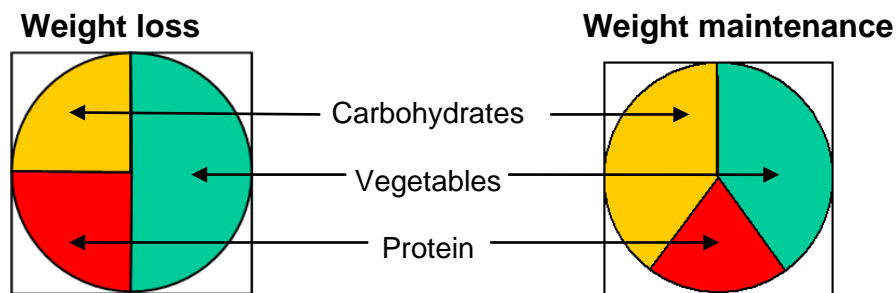 Weight loss
Weight maintenance
Carbohydrates
Vegetables
Protein